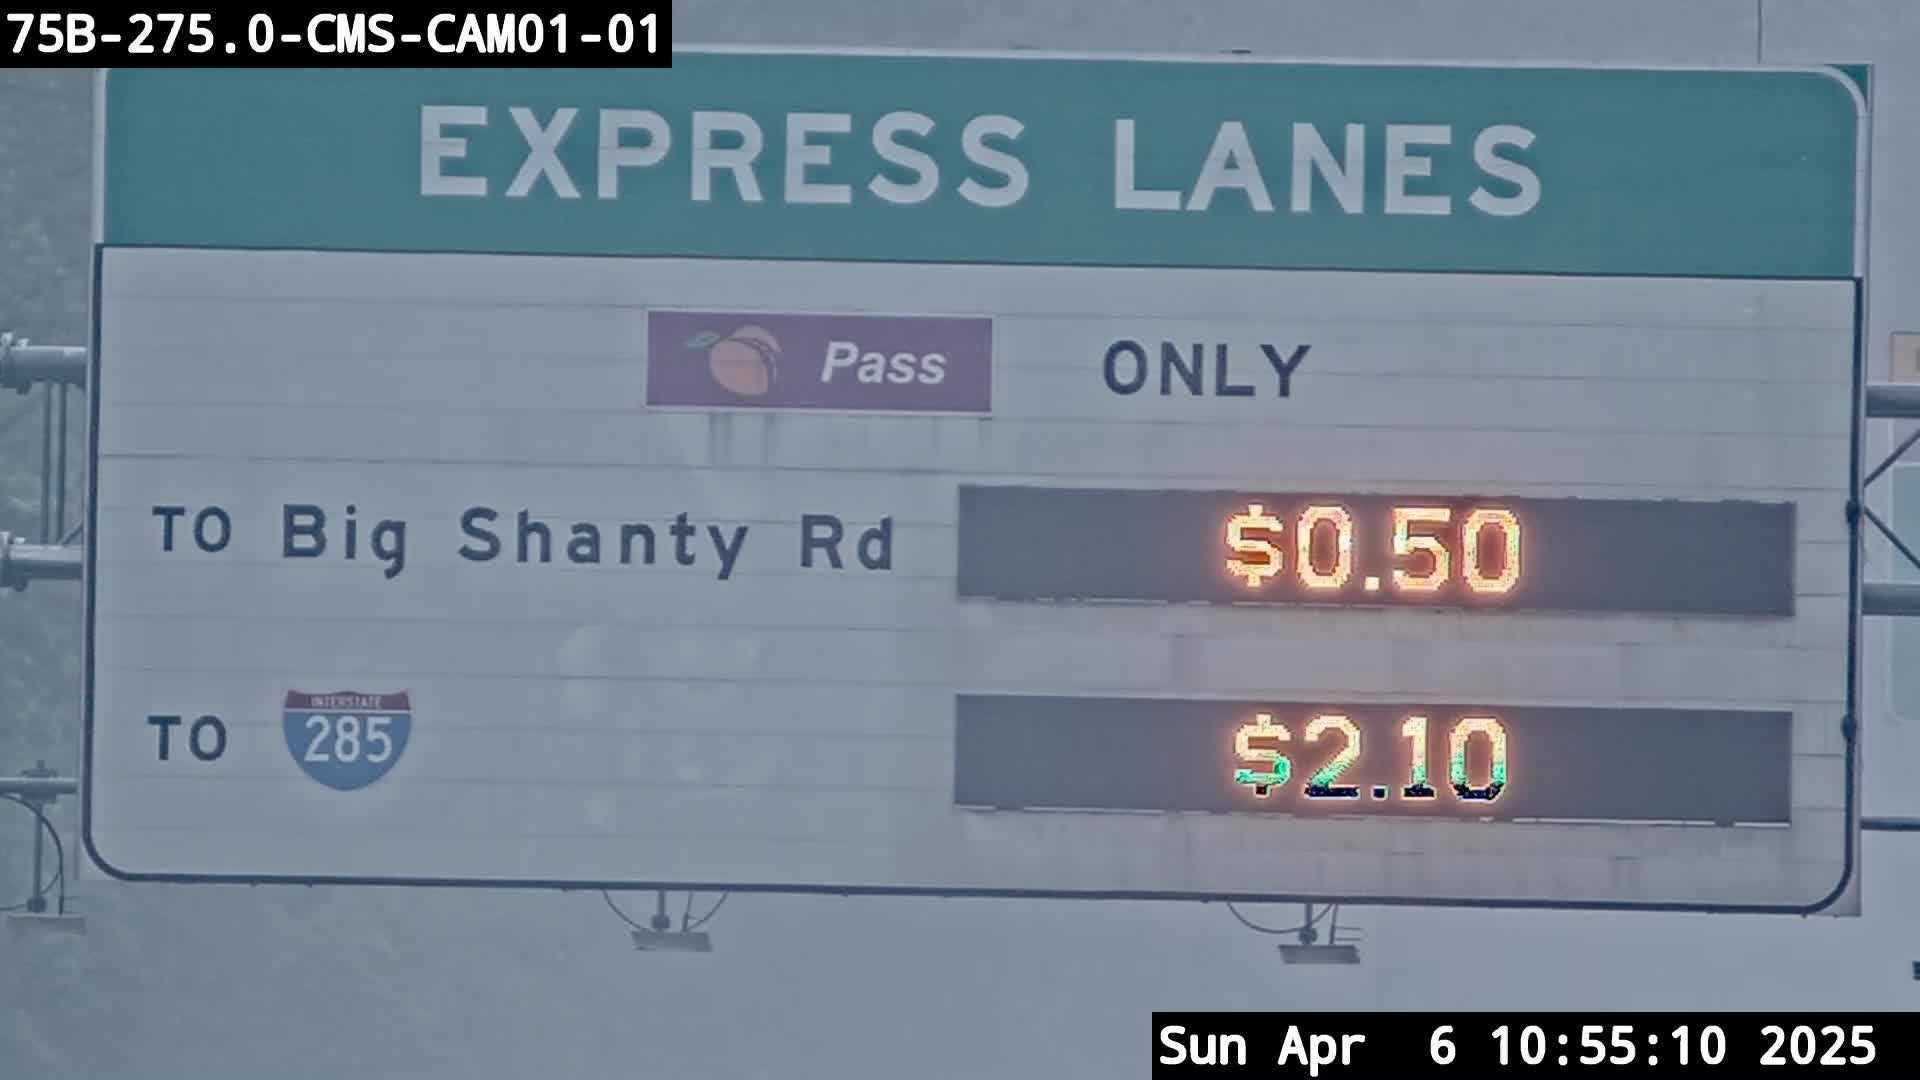 75B-275.0-CMS-CAM01-01
EXPRESS LANES
Pass ONLY
TO Big Shanty Rd $0.50
TO INTERSTATE 285 $2.10
Sun Apr 6 10:55:10 2025